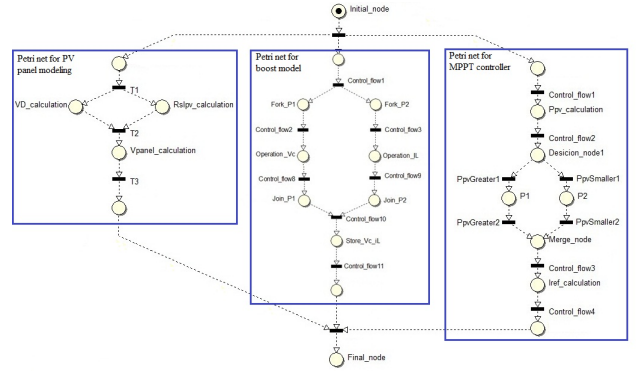 Initial_node
Petri net for PV
panel modeling
T1
VD_calculation
RsIpv_calculation
T2
Vpanel_calculation
T3
Petri net for
boost model
Control_flow1
Fork_P1
Fork_P2
Control_flow2
Control_flow3
Operation_Vc
Operation_IL
Control_flow8
Control_flow9
Join_P1
Join_P2
Control_flow10
Store_Vc_iL
Control_flow11
Petri net for
MPPT controller
Control_flow1
Ppv_calculation
Control_flow2
Desicion_node1
PpvGreater1
PpvSmaller1
P1
P2
PpvGreater2
PpvSmaller2
Merge_node
Control_flow3
Iref_calculation
Control_flow4
Final_node